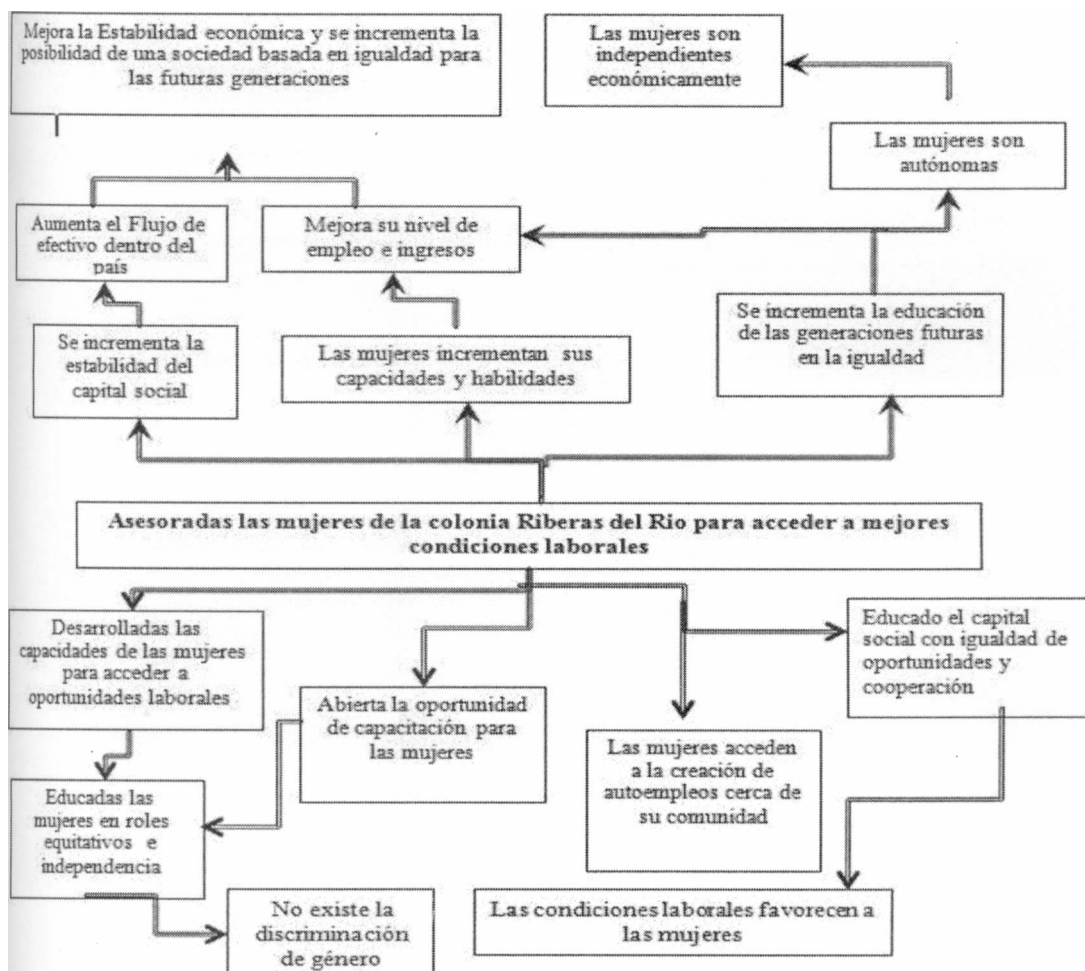 Mejora la Estabilidad económica y se incrementa la
posibilidad de una sociedad basada en igualdad para
las futuras generaciones
Las mujeres son
independientes
económicamente
Las mujeres son
autónomas
Aumenta el Flujo de
efectivo dentro del
país
Mejora su nivel de
empleo e ingresos
Se incrementa la educación
de las generaciones futuras
en la igualdad
Se incrementa la
estabilidad del
capital social
Las mujeres incrementan sus
capacidades y habilidades
Asesoradas las mujeres de la colonia Riberas del Rio para acceder a mejores
condiciones laborales
Desarrolladas las
capacidades de las mujeres
para acceder a
oportunidades laborales
Educado el capital
social con igualdad de
oportunidades y
cooperación
Abierta la oportunidad
de capacitación para
las mujeres
Las mujeres acceden
a la creación de
autoempleos cerca de
su comunidad
Educadas las
mujeres en roles
equitativos e
independencia
No existe la
discriminación
de género
Las condiciones laborales favorecen a
las mujeres